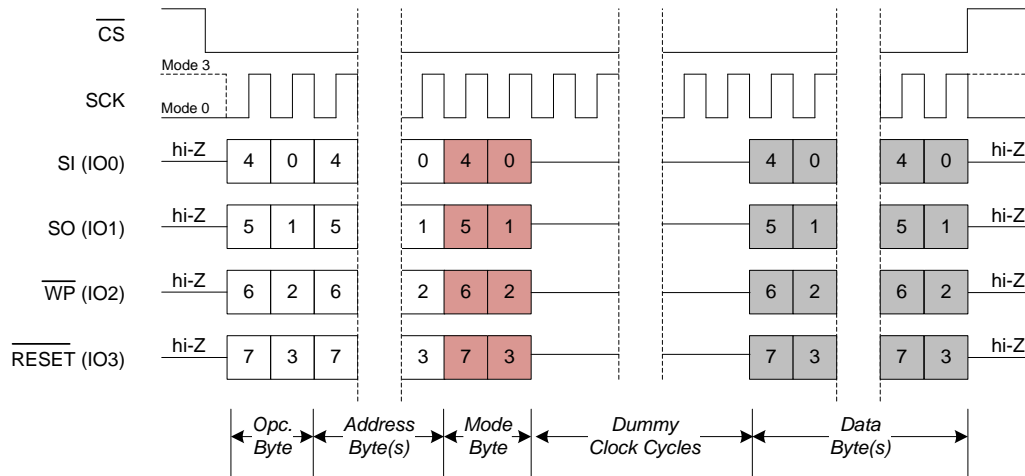 CS
Mode 3
SCK
Mode 0
SI (IO0) hi-Z 4 0 4 0 4 0 4 0 4 0 hi-Z
SO (IO1) hi-Z 5 1 5 1 5 1 5 1 5 1 hi-Z
WP (IO2) hi-Z 6 2 6 2 6 2 6 2 6 2 hi-Z
RESET (IO3) hi-Z 7 3 7 3 7 3 7 3 7 3 hi-Z
Opc. Address Mode Dummy Data
Byte Byte(s) Byte Clock Cycles Byte(s)